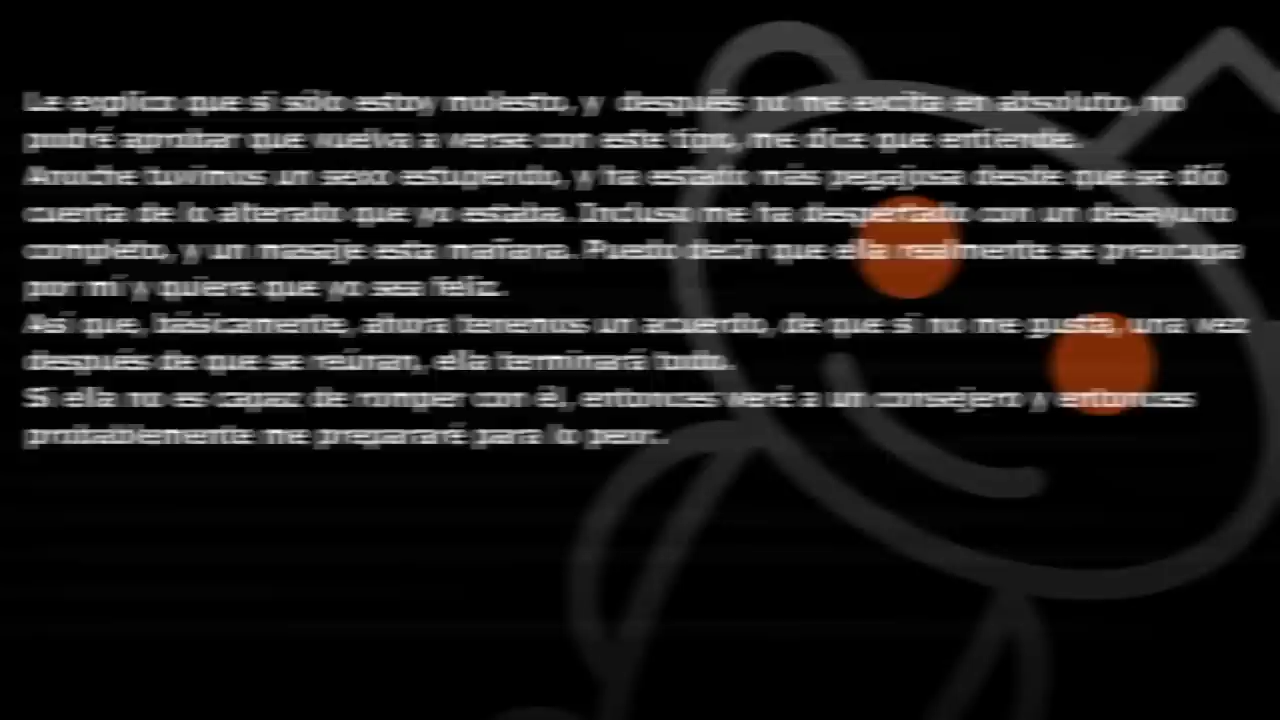 Le explico que si sólo estoy molesto, y después no me excita en absoluto, no
podré aprobar que vuelva a verse con este tipo, me dice que entiende.
Anoche tuvimos un sexo estupendo, y ha estado más pegajosa desde que se dió
cuenta de lo alterado que yo estaba. Incluso me ha despertado con un desayuno
completo, y un masaje esta mañana. Puedo decir que ella realmente se preocupa
por mí y quiere que yo sea feliz.
Así que, básicamente, ahora tenemos un acuerdo, de que si no me gusta, una vez
después de que se reúnan, ella terminará todo.
Si ella no es capaz de romper con él, entonces veré a un consejero y entonces
probablemente me prepararé para lo peor.